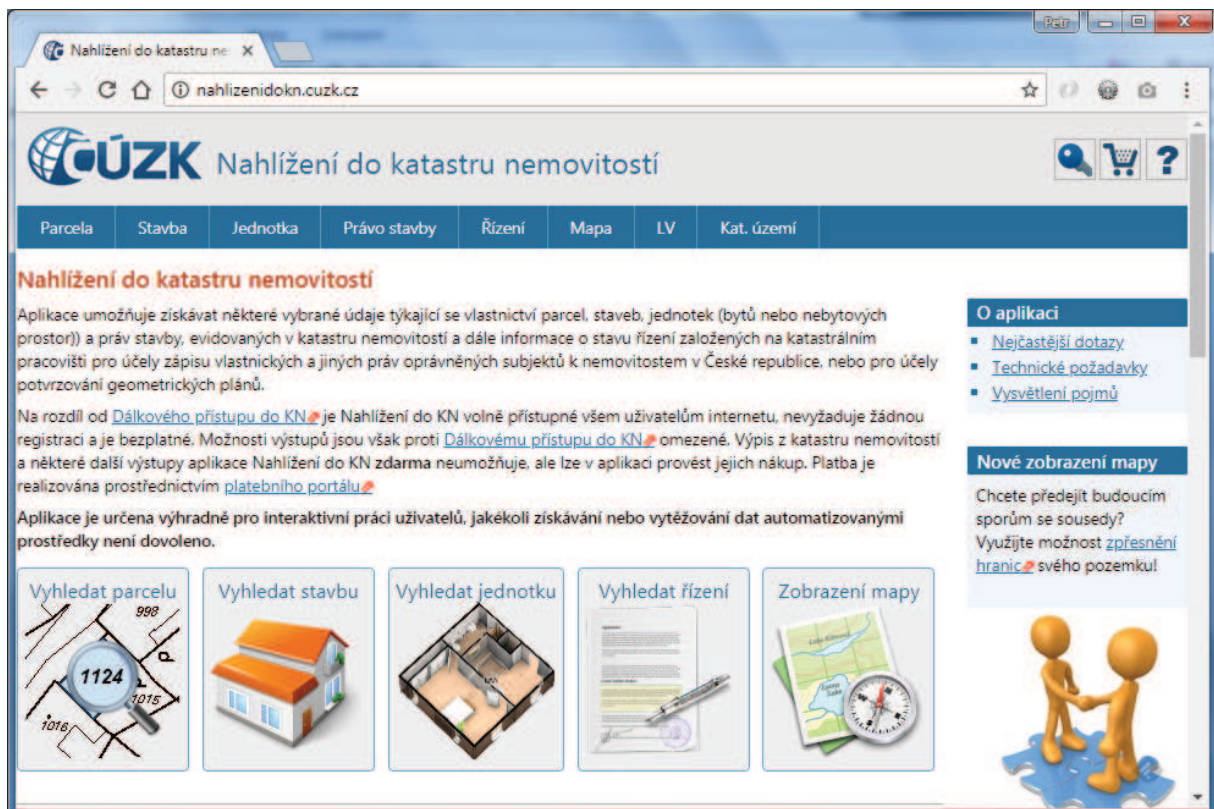 Petr
Nahlížení do katastru ne
nahlizenidokn.cuzk.cz
ČÚZK Nahlížení do katastru nemovitostí
?
Parcela Stavba Jednotka Právo stavby Řízení Mapa LV Kat. území
Nahlížení do katastru nemovitostí
Aplikace umožňuje získávat některé vybrané údaje týkající se vlastnictví parcel, staveb, jednotek (bytů nebo nebytových
prostor)) a práv stavby, evidovaných v katastru nemovitostí a dále informace o stavu řízení založených na katastrálním
pracovišti pro účely zápisu vlastnických a jiných práv oprávněných subjektů k nemovitostem v České republice, nebo pro účely
potvrzování geometrických plánů.
Na rozdíl od Dálkového přístupu do KN je Nahlížení do KN volně přístupné všem uživatelům internetu, nevyžaduje žádnou
registraci a je bezplatné. Možnosti výstupů jsou však proti Dálkovému přístupu do KN omezené. Výpis z katastru nemovitostí
a některé další výstupy aplikace Nahlížení do KN zdarma neumožňuje, ale lze v aplikaci provést jejich nákup. Platba je
realizována prostřednictvím platebního portálu
Aplikace je určena výhradně pro interaktivní práci uživatelů, jakékoli získávání nebo vytěžování dat automatizovanými
prostředky není dovoleno.
O aplikaci
Nejčastější dotazy
Technické požadavky
Vysvětlení pojmů
Nové zobrazení mapy
Chcete předejít budoucím
sporům se sousedy?
Využijte možnost zpřesnění
hranic svého pozemku!
Vyhledat parcelu
998
1124
1015
1016
Vyhledat stavbu
Vyhledat jednotku
Vyhledat řízení
Zobrazení mapy